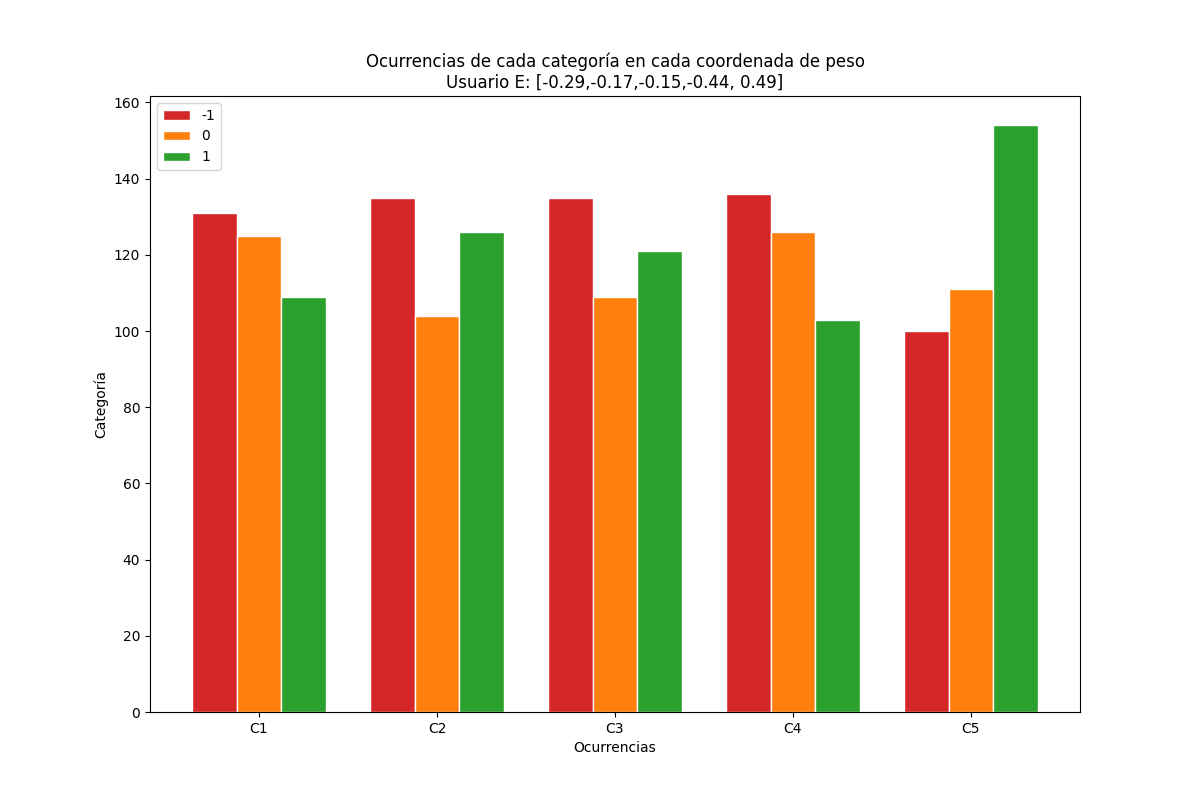 Ocurrencias de cada categoría en cada coordenada de peso
Usuario E: [-0.29,-0.17,-0.15,-0.44, 0.49]
-1
0
1
160
140
120
100
80
60
40
20
0
Categoría
C1 C2 C3 C4 C5
Ocurrencias